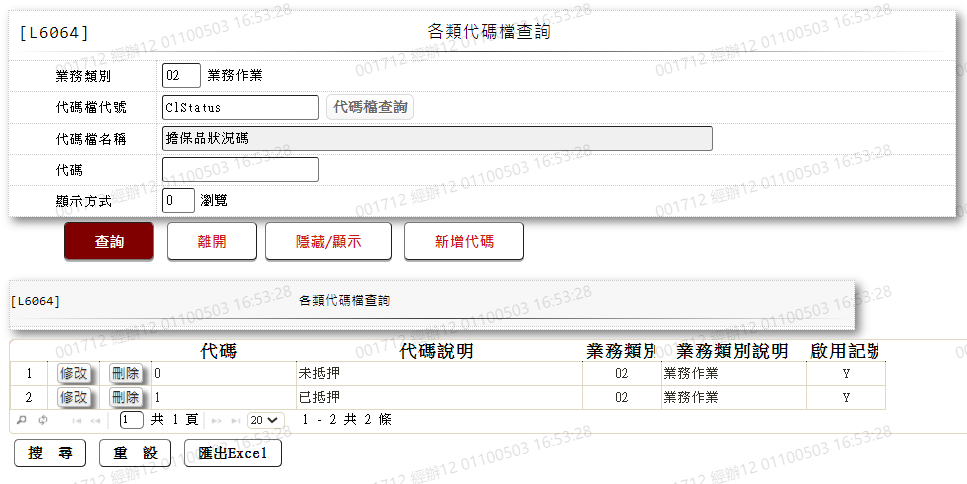 [L6064] 各類代碼檔查詢
業務類別 02 業務作業
代碼檔代號 ClStatus 代碼檔查詢
代碼檔名稱 擔保品狀況碼
代碼
顯示方式 0 瀏覽
查詢 離開 隱藏/顯示 新增代碼
[L6064] 各類代碼檔查詢
代碼 代碼說明 業務類別 業務類別說明 啟用記號
1 修改 刪除 0 未抵押 02 業務作業 Y
2 修改 刪除 1 已抵押 02 業務作業 Y
1 共 1 頁 20 1 - 2 共 2 條
搜 尋 重 設 匯出Excel
001712 經辦12 01100503 16:53:28